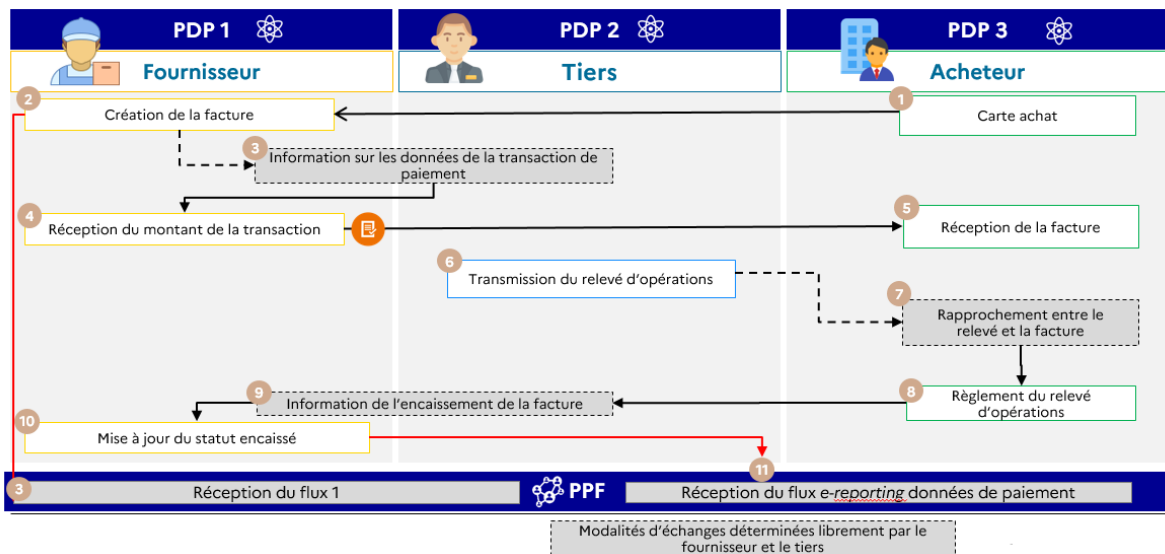 PDP 1
PDP 2
PDP 3
Fournisseur
Tiers
Acheteur
2
Création de la facture
1
Carte achat
3
Information sur les données de la transaction de
paiement
4
Réception du montant de la transaction
5
Réception de la facture
6
Transmission du relevé d'opérations
7
Rapprochement entre le
relevé et la facture
8
Règlement du relevé
d'opérations
9
Information de l'encaissement de la facture
10
Mise à jour du statut encaissé
11
3
Réception du flux 1
PPF
Réception du flux e-reporting données de paiement
Modalités d'échanges déterminées librement par le
fournisseur et le tiers